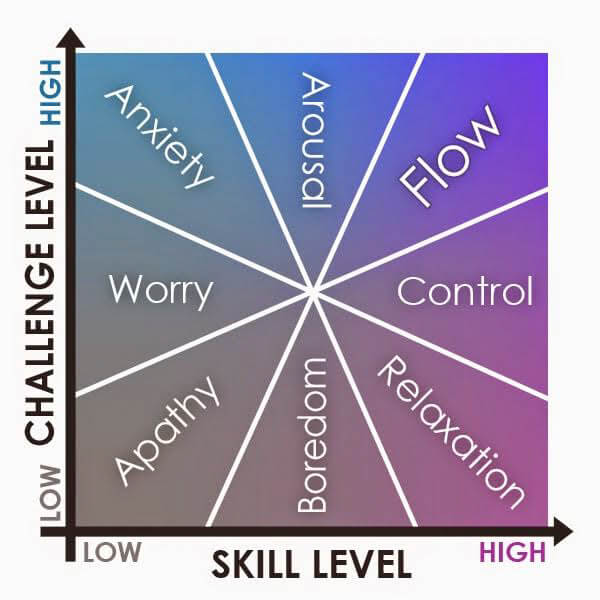 HIGH
CHALLENGE LEVEL
LOW
Anxiety
Arousal
Flow
Worry
Control
Apathy
Boredom
Relaxation
LOW
SKILL LEVEL
HIGH